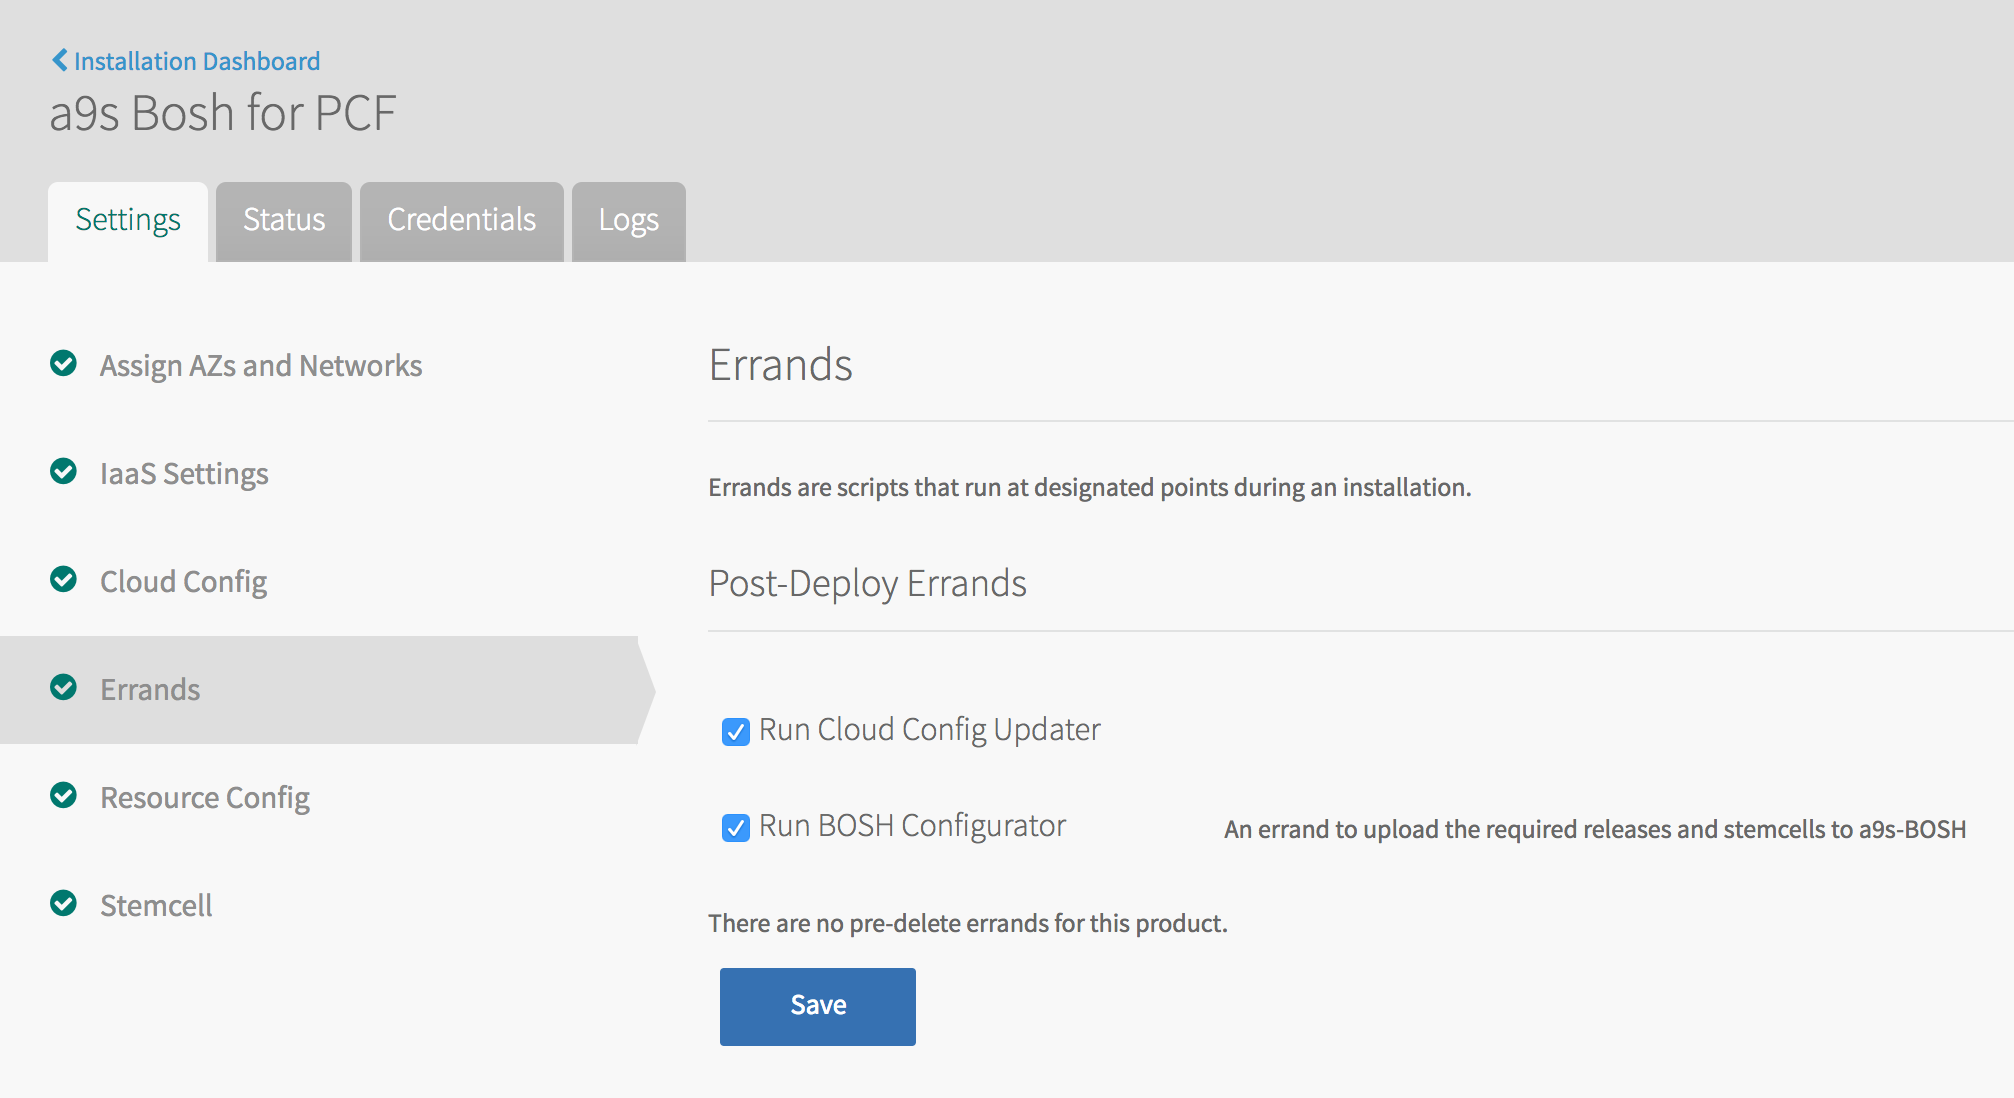 Installation Dashboard
a9s Bosh for PCF
Settings
Status
Credentials
Logs
Assign AZs and Networks
IaaS Settings
Cloud Config
Errands
Resource Config
Stemcell
Errands
Errands are scripts that run at designated points during an installation.
Post-Deploy Errands
Run Cloud Config Updater
Run BOSH Configurator
An errand to upload the required releases and stemcells to a9s-BOSH
There are no pre-delete errands for this product.
Save